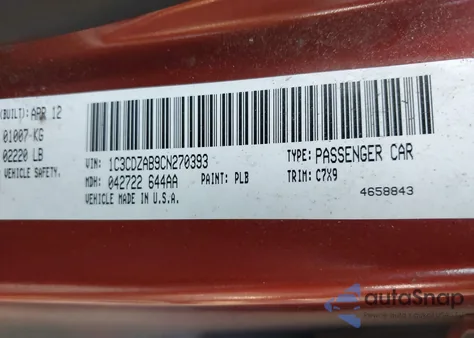 (BUILT): APR 12
01007-KG
02220 LB
VEHICLE SAFETY.
VIN: 1C3CDZAB9CN270393
TYPE: PASSENGER CAR
MDH: 042722 644AA
PAINT: PLB
TRIM: C7X9
VEHICLE MADE IN U.S.A.
4658843
autoSnap